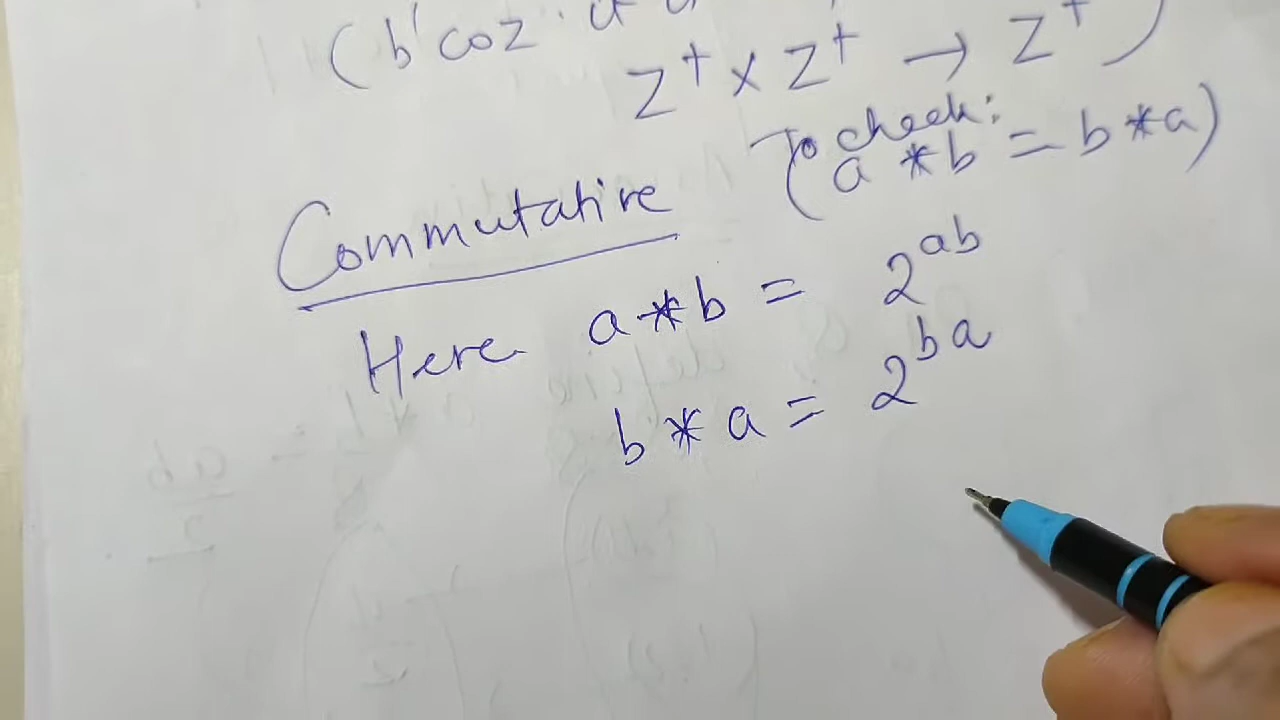 (b'coz
Z⁺ × Z⁺ → Z⁺)
To check:
Commutative (a * b = b * a)
Here a * b = 2^{ab}
b * a = 2^{ba}